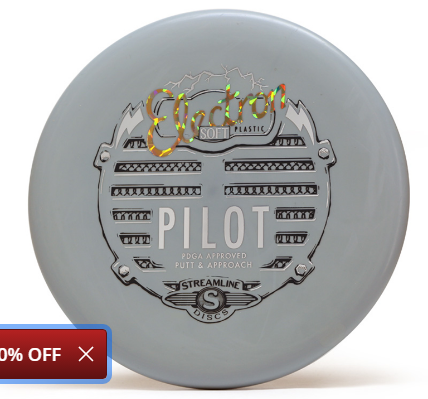 Electron
SOFT PLASTIC
PILOT
PDGA APPROVED
PUTT & APPROACH
STREAMLINE
S
DISCS
0% OFF